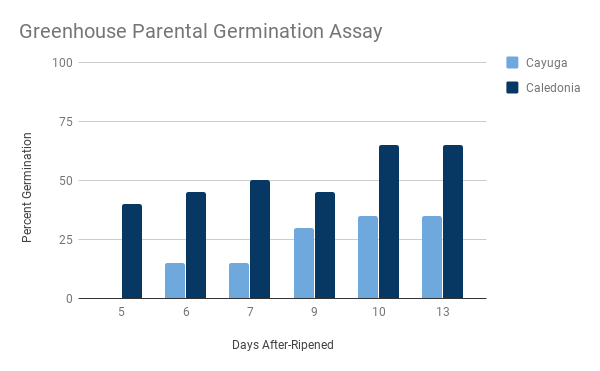 Greenhouse Parental Germination Assay
Cayuga
Caledonia
Percent Germination
100
75
50
25
0
5 6 7 9 10 13
Days After-Ripened